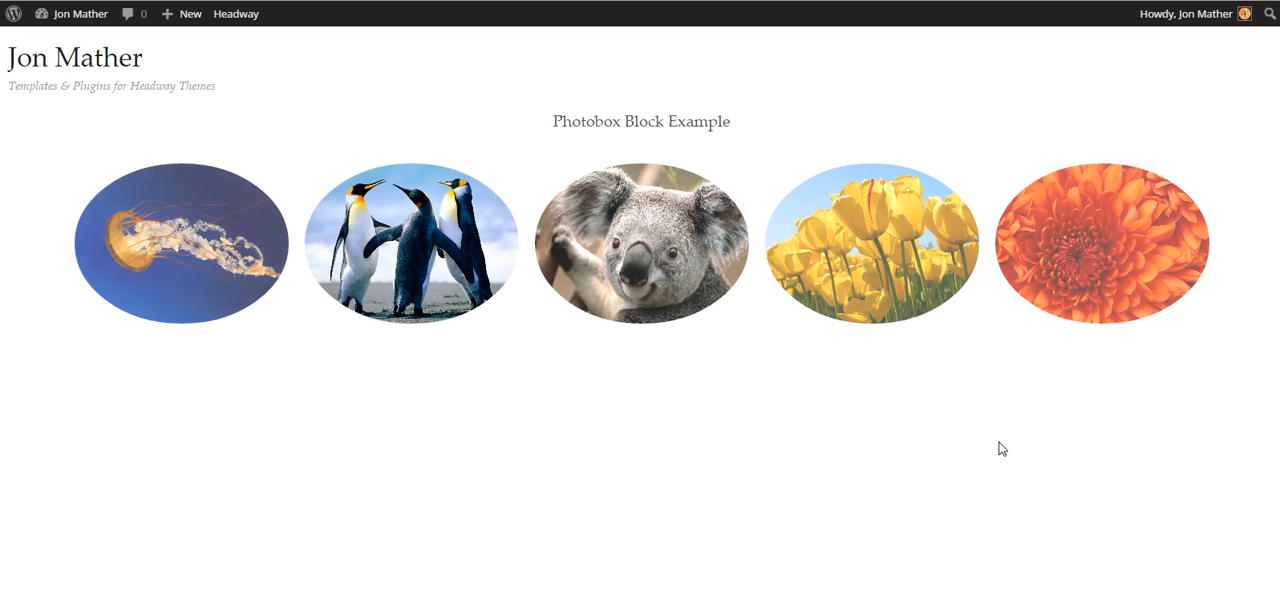 Jon Mather 0 New Headway Howdy, Jon Mather
Jon Mather
Templates & Plugins for Headway Themes
Photobox Block Example